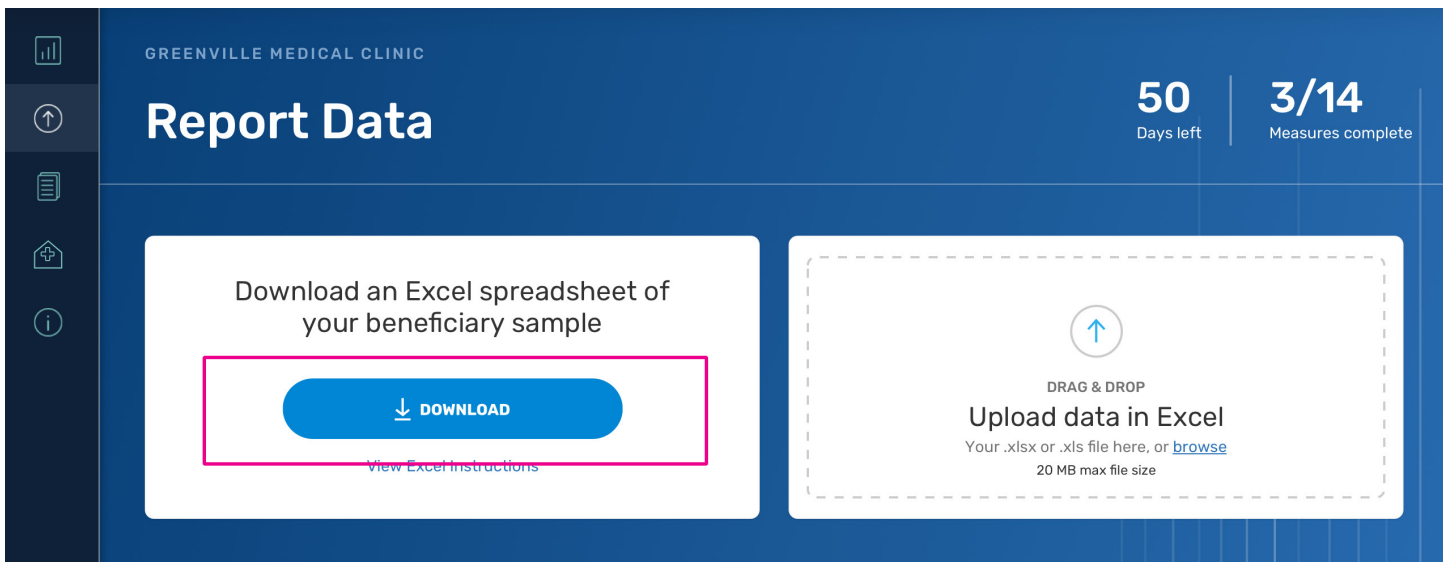 GREENVILLE MEDICAL CLINIC
Report Data
50
Days left
3/14
Measures complete
Download an Excel spreadsheet of
your beneficiary sample
DOWNLOAD
View Excel Instructions
DRAG & DROP
Upload data in Excel
Your .xlsx or .xls file here, or browse
20 MB max file size